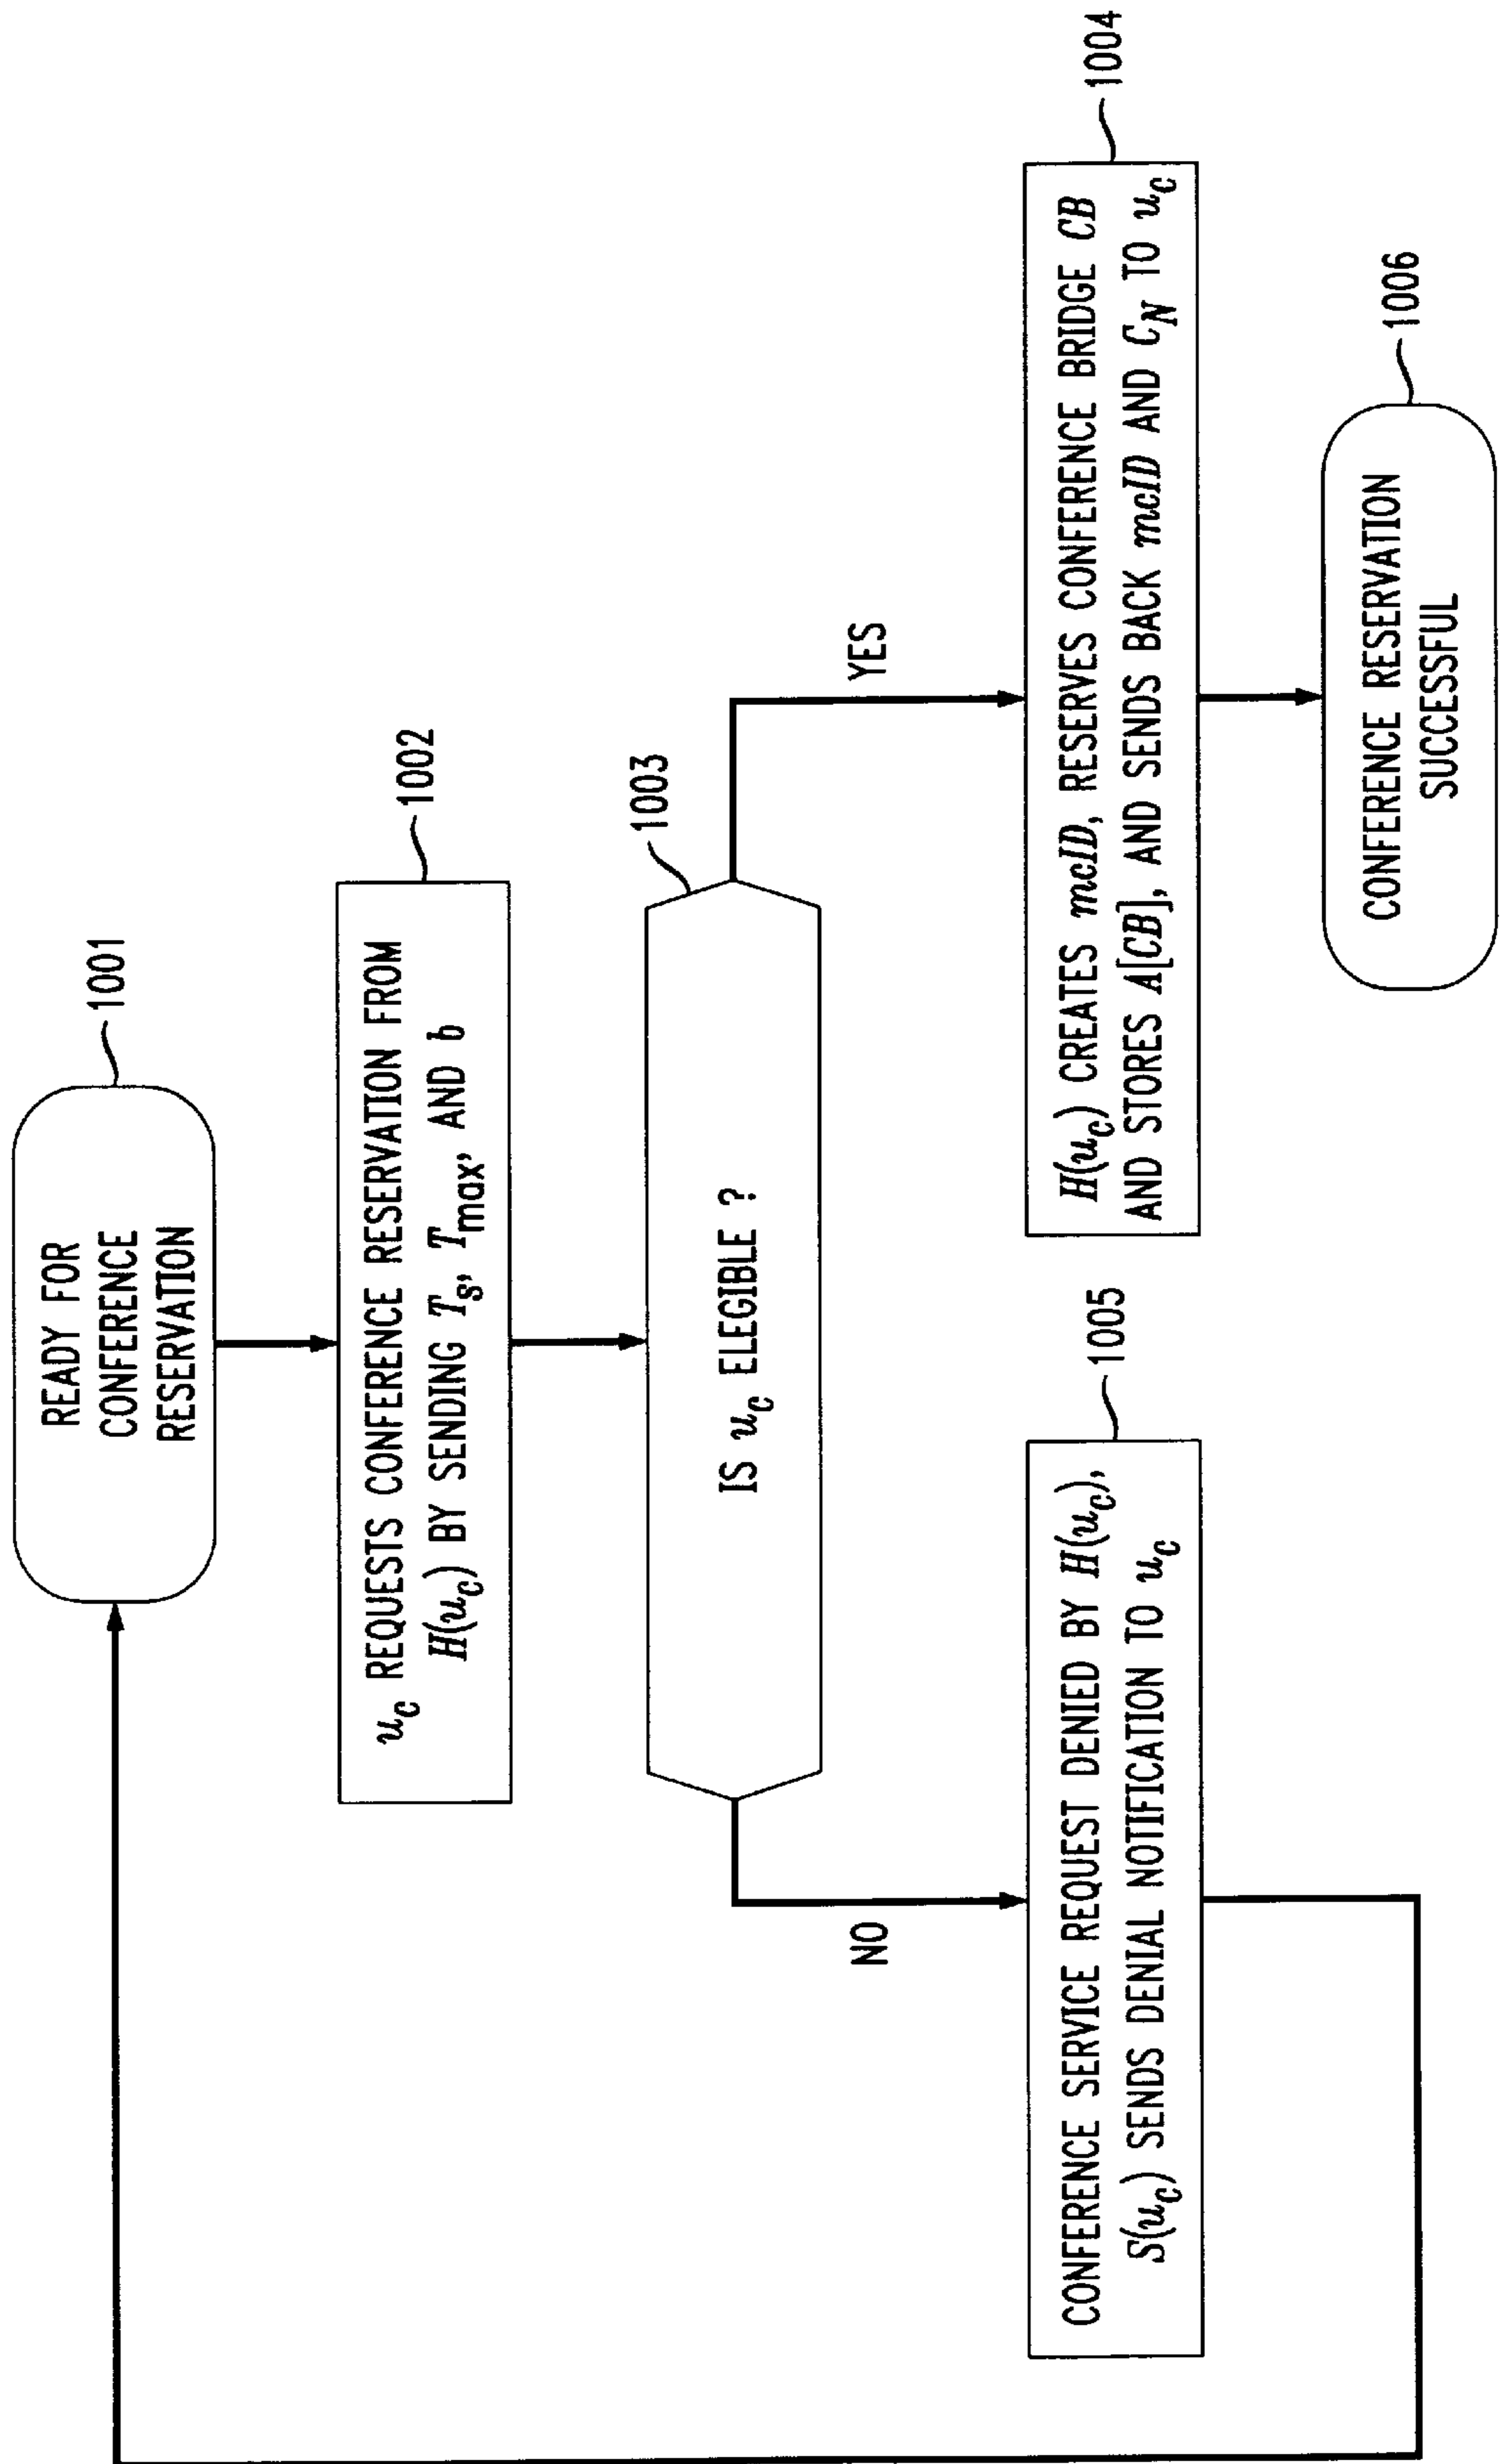 READY FOR
CONFERENCE
RESERVATION
1001
u_c REQUESTS CONFERENCE RESERVATION FROM
H(u_c) BY SENDING T_s, T_max, AND b
1002
IS u_c ELEGIBLE ?
1003
NO
YES
CONFERENCE SERVICE REQUEST DENIED BY H(u_c),
S(u_c) SENDS DENIAL NOTIFICATION TO u_c
1005
H(u_c) CREATES mcID, RESERVES CONFERENCE BRIDGE CB
AND STORES A[CB], AND SENDS BACK mcID AND C_N TO u_c
1004
CONFERENCE RESERVATION
SUCCESSFUL
1006